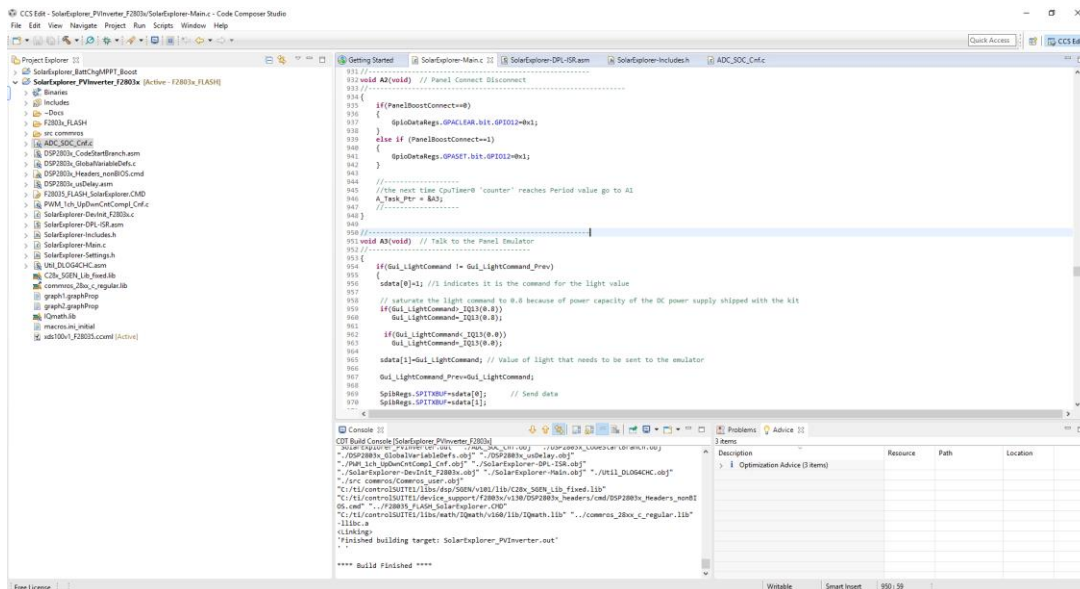 CCS Edit - SolarExplorer_PVInverter_F2803x/SolarExplorer-Main.c - Code Composer Studio
File Edit View Navigate Project Run Scripts Window Help
Quick Access
CCS Edit
Project Explorer
SolarExplorer_BattChgMPPT_Boost
SolarExplorer_PVInverter_F2803x [Active - F2803x_FLASH]
Binaries
Includes
~Docs
F2803x_FLASH
src commros
ADC_SOC_Cnf.c
DSP2803x_CodeStartBranch.asm
DSP2803x_GlobalVariableDefs.c
DSP2803x_Headers_nonBIOS.cmd
DSP2803x_usDelay.asm
F28035_FLASH_SolarExplorer.CMD
PWM_1ch_UpDwnCntCompl_Cnf.c
SolarExplorer-DevInit_F2803x.c
SolarExplorer-DPL-ISR.asm
SolarExplorer-Includes.h
SolarExplorer-Main.c
SolarExplorer-Settings.h
Util_DLOG4CHC.asm
C28x_SGEN_Lib_fixed.lib
commros_28xx_c_regular.lib
graph1.graphProp
graph2.graphProp
IQmath.lib
macros.ini_initial
xds100v1_F28035.ccxml [Active]
Getting Started SolarExplorer-Main.c SolarExplorer-DPL-ISR.asm SolarExplorer-Includes.h ADC_SOC_Cnf.c
931 //------------------------------------------------------
932 void A2(void) // Panel Connect Disconnect
933 //---------------------------------------------------------------
934 {
935 if(PanelBoostConnect==0)
936 {
937 GpioDataRegs.GPACLEAR.bit.GPIO12=0x1;
938 }
939 else if (PanelBoostConnect==1)
940 {
941 GpioDataRegs.GPASET.bit.GPIO12=0x1;
942 }
943
944 //-------------------
945 //the next time CpuTimer0 'counter' reaches Period value go to A1
946 A_Task_Ptr = &A3;
947 //-------------------
948 }
949
950 //------------------------------------------------------
951 void A3(void) // Talk to the Panel Emulator
952 //----------------------------------------
953 {
954 if(Gui_LightCommand != Gui_LightCommand_Prev)
955 {
956 sdata[0]=1; //1 indicates it is the command for the light value
957
958 // saturate the light command to 0.8 because of power capacity of the DC power supply shipped with the kit
959 if(Gui_LightCommand>_IQ13(0.8))
960 Gui_LightCommand=_IQ13(0.8);
961
962 if(Gui_LightCommand<_IQ13(0.0))
963 Gui_LightCommand=_IQ13(0.0);
964
965 sdata[1]=Gui_LightCommand; // Value of light that needs to be sent to the emulator
966
967 Gui_LightCommand_Prev=Gui_LightCommand;
968
969 SpibRegs.SPITXBUF=sdata[0]; // Send data
970 SpibRegs.SPITXBUF=sdata[1];
Console
CDT Build Console [SolarExplorer_PVInverter_F2803x]
"./DSP2803x_GlobalVariableDefs.obj" "./DSP2803x_usDelay.obj"
"./PWM_1ch_UpDwnCntCompl_Cnf.obj" "./SolarExplorer-DPL-ISR.obj"
"./SolarExplorer-DevInit_F2803x.obj" "./SolarExplorer-Main.obj" "./Util_DLOG4CHC.obj"
"./src commros/Commros_user.obj"
"C:/ti/controlSUITE1/libs/dsp/SGEN/v101/lib/C28x_SGEN_Lib_fixed.lib"
"C:/ti/controlSUITE1/device_support/f2803x/v130/DSP2803x_headers/cmd/DSP2803x_Headers_nonBI
OS.cmd" "../F28035_FLASH_SolarExplorer.CMD"
"C:/ti/controlSUITE1/libs/math/IQmath/v160/lib/IQmath.lib" "../commros_28xx_c_regular.lib"
-llibc.a
<Linking>
'Finished building target: SolarExplorer_PVInverter.out'
' '
**** Build Finished ****
Problems Advice
3 items
Description Resource Path Location
Optimization Advice (3 items)
Free License
Writable Smart Insert 950 : 59